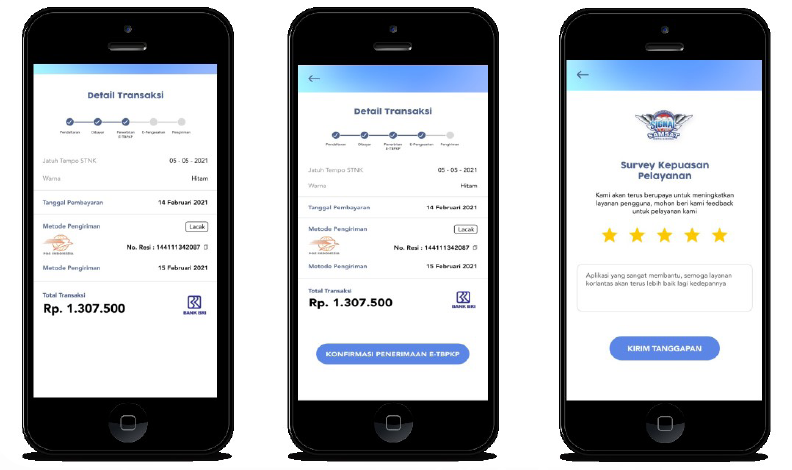 Detail Transaksi
Pendaftaran Dibayar Penerbitan E-TBPKP E-Pengesahan Pengiriman
Jatuh Tempo STNK 05 - 05 - 2021
Warna Hitam
Tanggal Pembayaran 14 Februari 2021
Metode Pengiriman Lacak
POS INDONESIA No. Resi : 144111342087
Metode Pengiriman 15 Februari 2021
Total Transaksi
Rp. 1.307.500 BANK BRI
Detail Transaksi
Pendaftaran Dibayar Penerbitan E-TBPKP E-Pengesahan Pengiriman
Jatuh Tempo STNK 05 - 05 - 2021
Warna Hitam
Tanggal Pembayaran 14 Februari 2021
Metode Pengiriman Lacak
POS INDONESIA No. Resi : 144111342087
Metode Pengiriman 15 Februari 2021
Total Transaksi
Rp. 1.307.500 BANK BRI
KONFIRMASI PENERIMAAN E-TBPKP
SIGNAL
SAMSAT
Survey Kepuasan
Pelayanan
Kami akan terus berupaya untuk meningkatkan
layanan pengguna, mohon beri kami feedback
untuk pelayanan kami
Aplikasi yang sangat membantu, semoga layanan
korlantas akan terus lebih baik lagi kedepannya
KIRIM TANGGAPAN